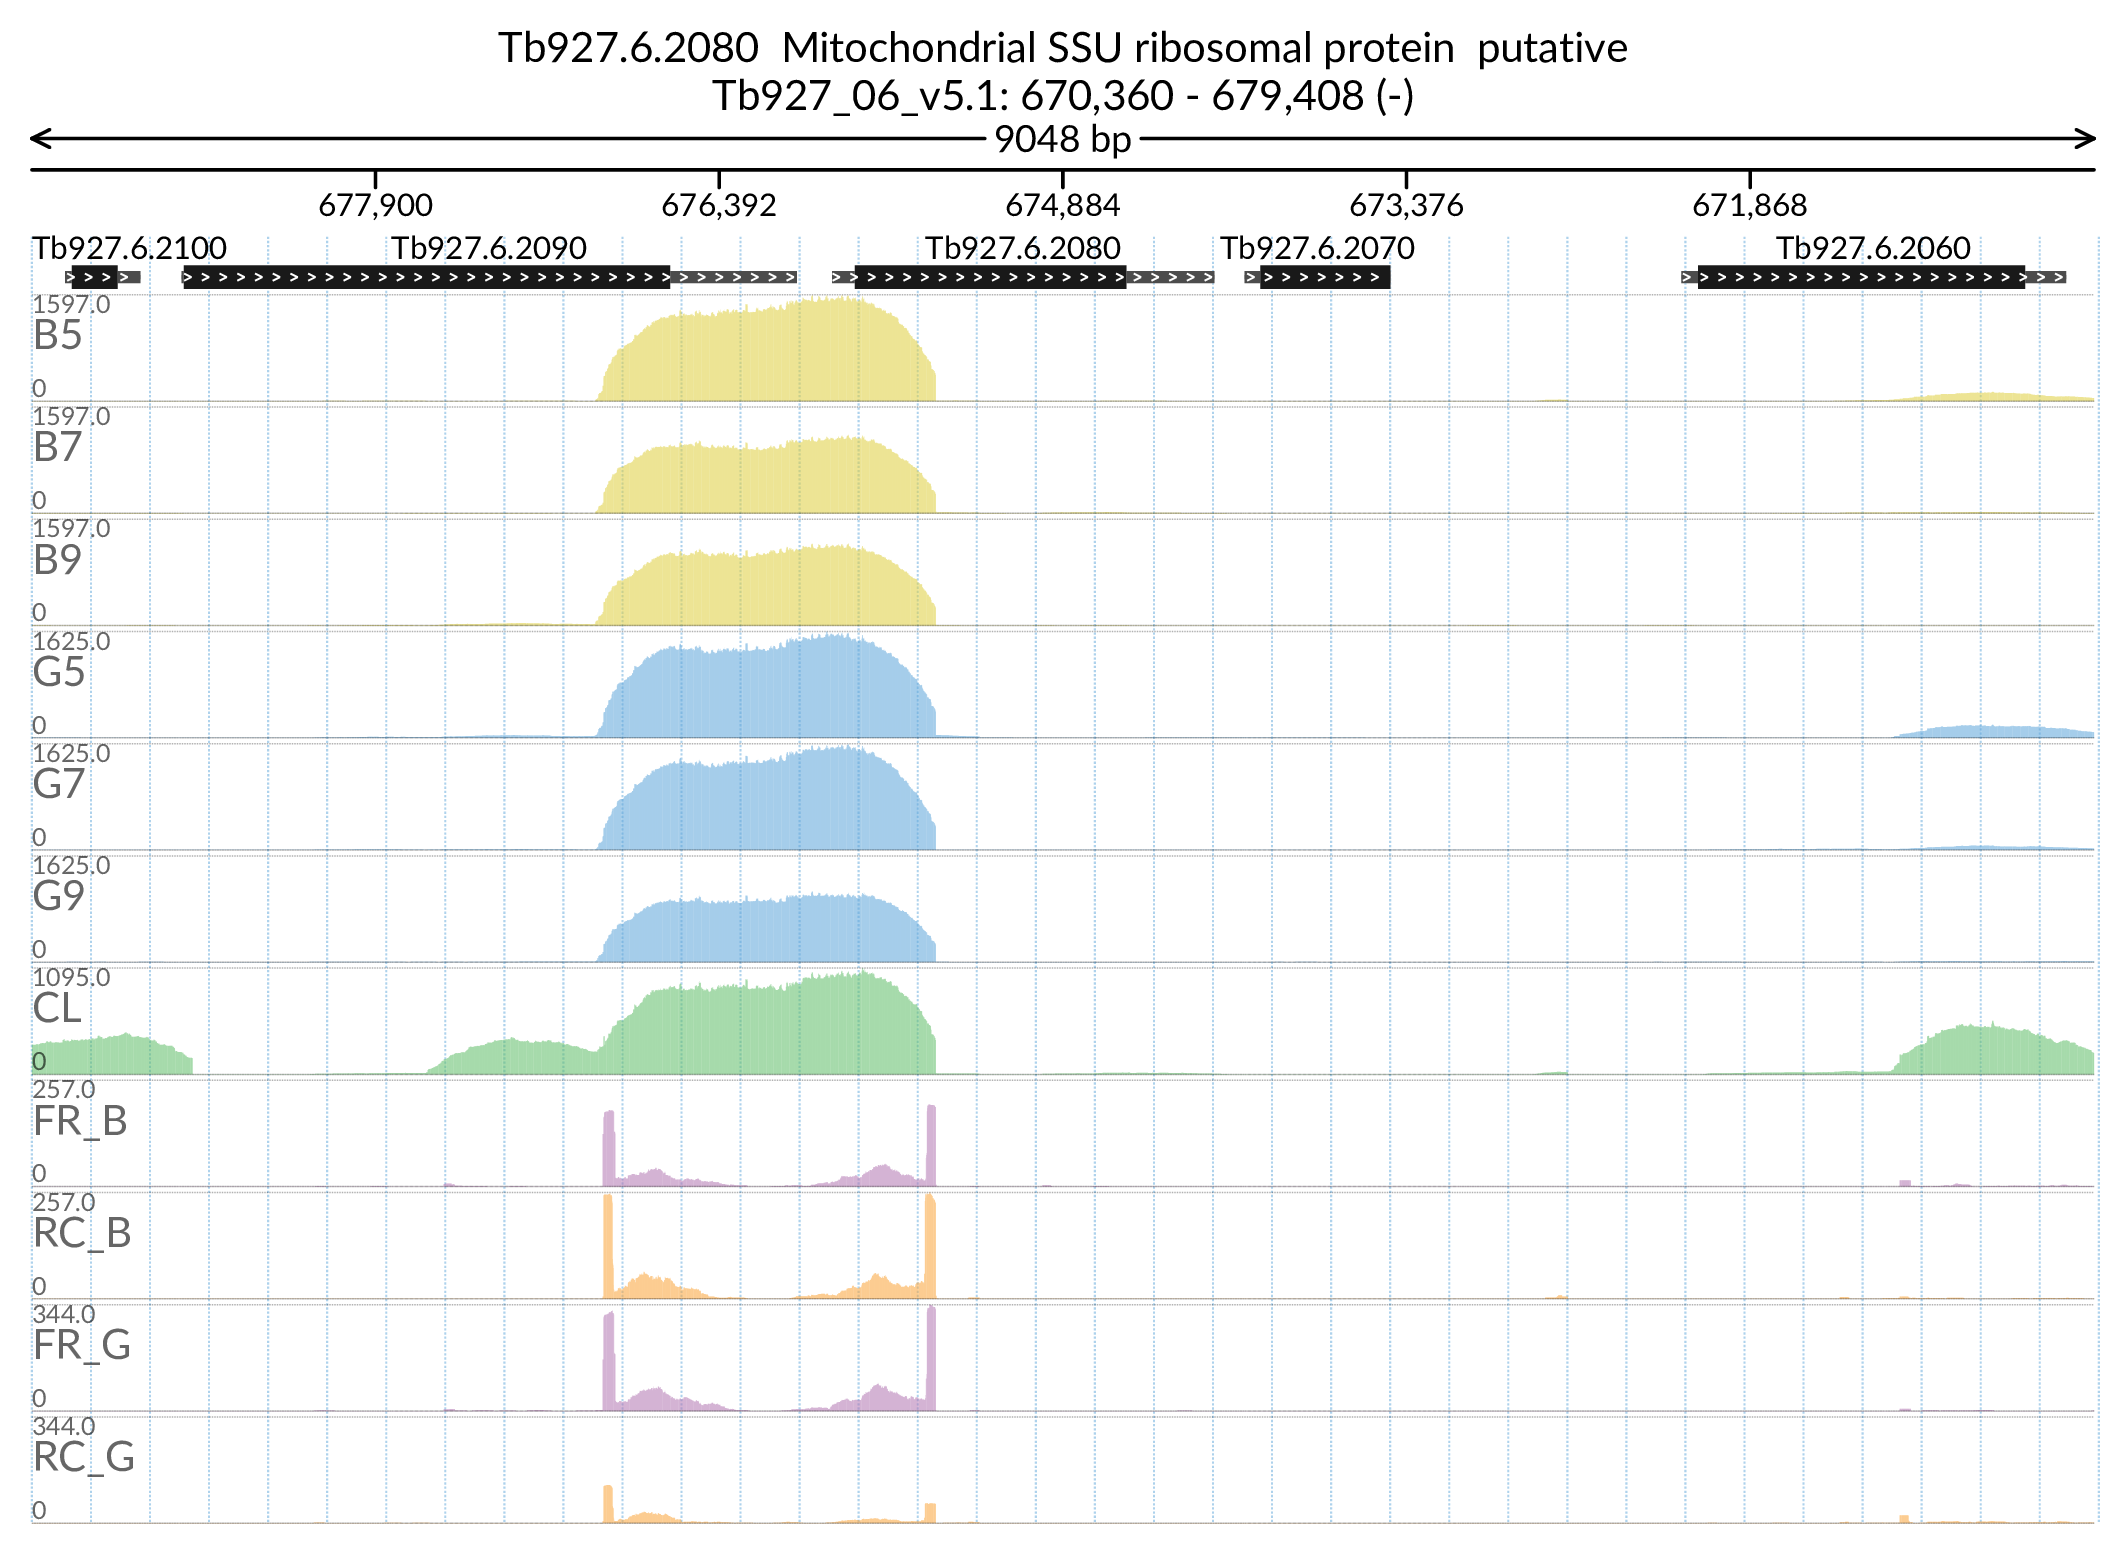 Tb927.6.2080  Mitochondrial SSU ribosomal protein  putative
Tb927_06_v5.1: 670,360 - 679,408 (-)
9048 bp
677,900 676,392 674,884 673,376 671,868
Tb927.6.2100 Tb927.6.2090 Tb927.6.2080 Tb927.6.2070 Tb927.6.2060
1597.0
B5
0
1597.0
B7
0
1597.0
B9
0
1625.0
G5
0
1625.0
G7
0
1625.0
G9
0
1095.0
CL
0
257.0
FR_B
0
257.0
RC_B
0
344.0
FR_G
0
344.0
RC_G
0